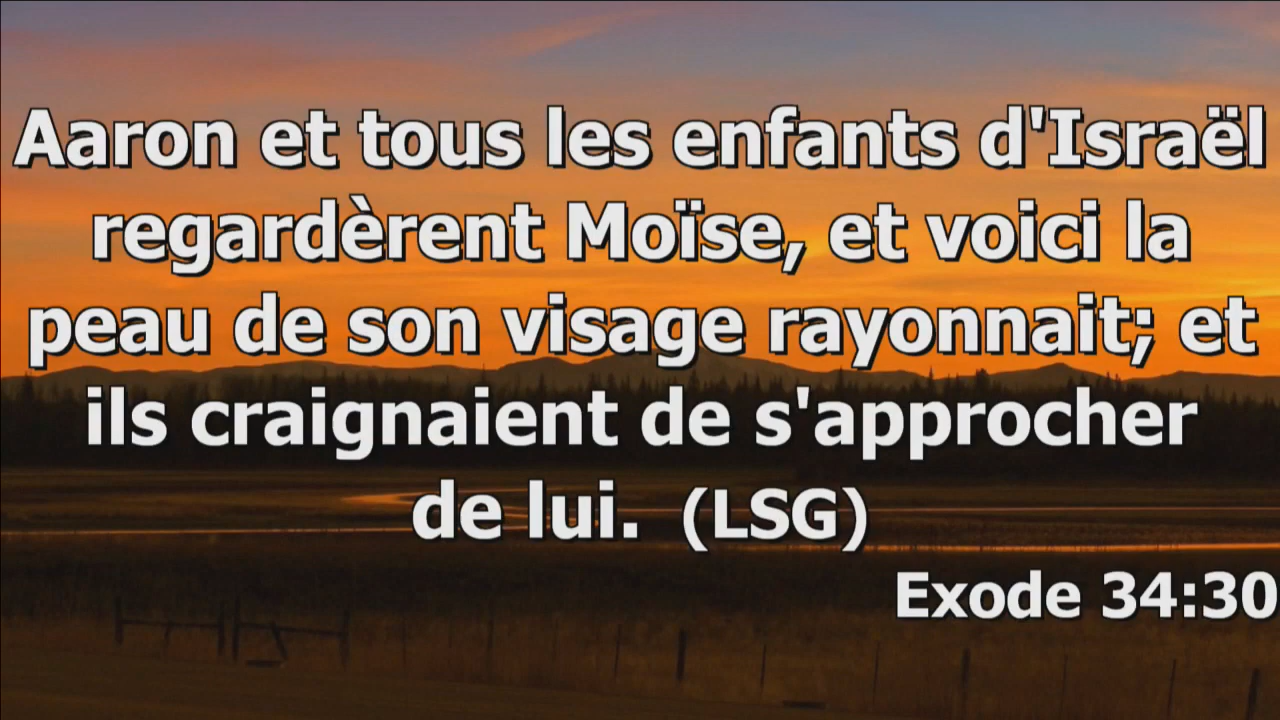 Aaron et tous les enfants d'Israël
regardèrent Moïse, et voici la
peau de son visage rayonnait; et
ils craignaient de s'approcher
de lui. (LSG)
Exode 34:30